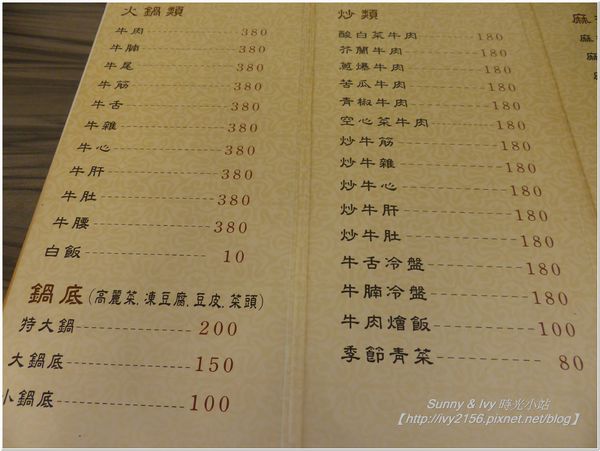 火鍋類
牛肉 380
牛腩 380
牛尾 380
牛筋 380
牛舌 380
牛雜 380
牛心 380
牛肝 380
牛肚 380
牛腰 380
白飯 10
鍋底(高麗菜.凍豆腐.豆皮.菜頭)
特大鍋 200
大鍋底 150
小鍋底 100
炒類
酸白菜牛肉 180
芥蘭牛肉 180
蔥爆牛肉 180
苦瓜牛肉 180
青椒牛肉 180
空心菜牛肉 180
炒牛筋 180
炒牛雜 180
炒牛心 180
炒牛肝 180
炒牛肚 180
牛舌冷盤 180
牛腩冷盤 180
牛肉燴飯 100
季節青菜 80
麻
麻
Sunny & Ivy 時光小站
【http://ivy2156.pixnet.net/blog】